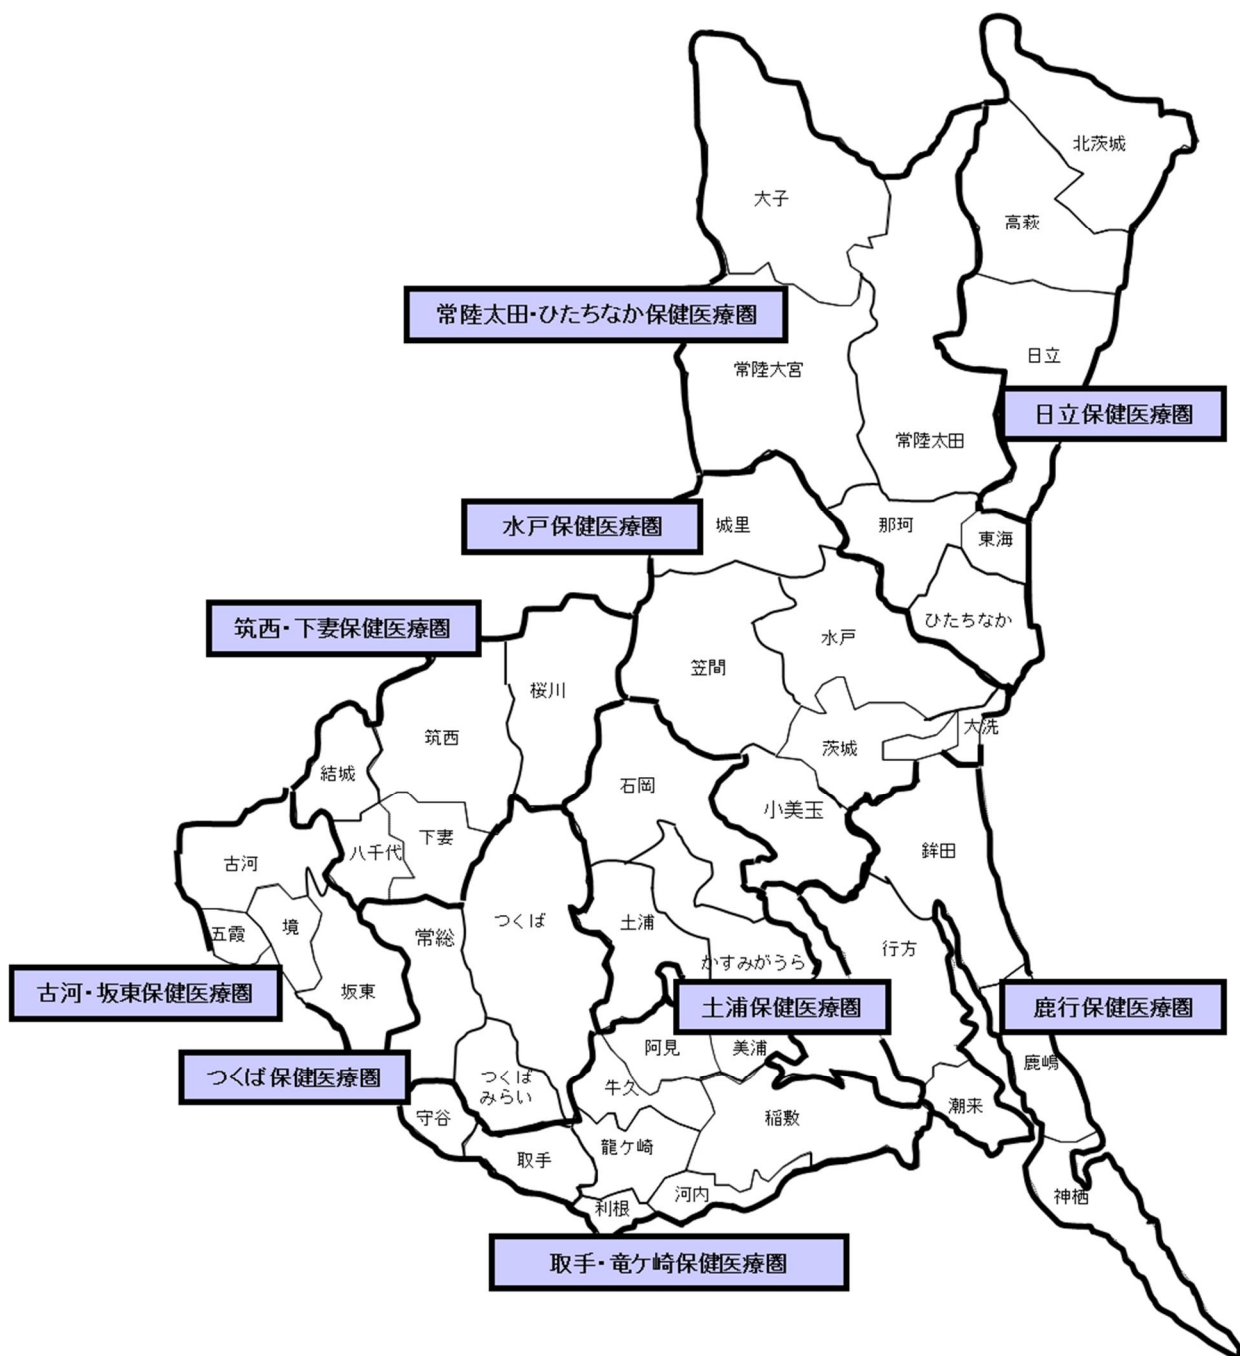 北茨城
大子
高萩
常陸太田・ひたちなか保健医療圏
日立
常陸大宮
日立保健医療圏
常陸太田
水戸保健医療圏
城里
那珂
東海
ひたちなか
筑西・下妻保健医療圏
水戸
笠間
桜川
大洗
筑西
茨城
結城
石岡
小美玉
下妻
八千代
鉾田
古河
つくば
土浦
境
五霞
常総
行方
かすみがうら
坂東
古河・坂東保健医療圏
土浦保健医療圏
鹿行保健医療圏
阿見
美浦
鹿嶋
つくば保健医療圏
つくば
みらい
牛久
潮来
守谷
稲敷
龍ケ崎
取手
河内
神栖
利根
取手・竜ケ崎保健医療圏